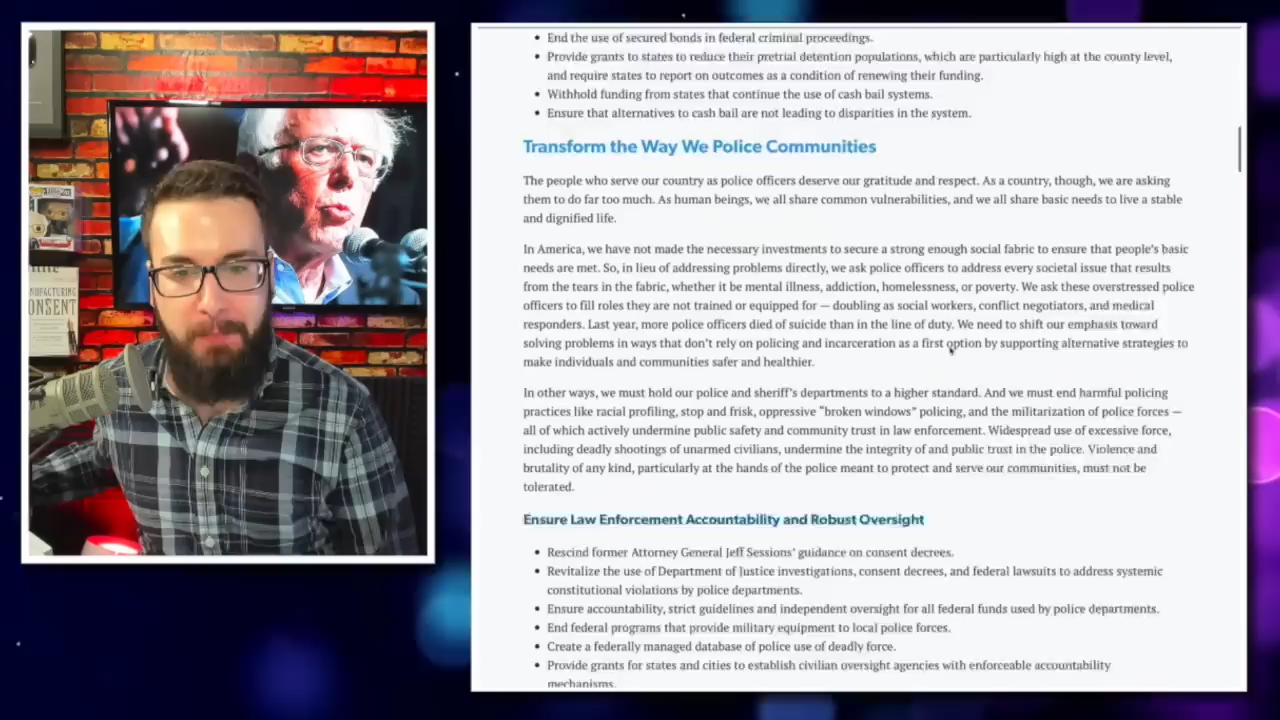 NUFACTURING
ONSENT
End the use of secured bonds in federal criminal proceedings.
Provide grants to states to reduce their pretrial detention populations, which are particularly high at the county level,
and require states to report on outcomes as a condition of renewing their funding.
Withhold funding from states that continue the use of cash bail systems.
Ensure that alternatives to cash bail are not leading to disparities in the system.
Transform the Way We Police Communities
The people who serve our country as police officers deserve our gratitude and respect. As a country, though, we are asking
them to do far too much. As human beings, we all share common vulnerabilities, and we all share basic needs to live a stable
and dignified life.
In America, we have not made the necessary investments to secure a strong enough social fabric to ensure that people's basic
needs are met. So, in lieu of addressing problems directly, we ask police officers to address every societal issue that results
from the tears in the fabric, whether it be mental illness, addiction, homelessness, or poverty. We ask these overstressed police
officers to fill roles they are not trained or equipped for — doubling as social workers, conflict negotiators, and medical
responders. Last year, more police officers died of suicide than in the line of duty. We need to shift our emphasis toward
solving problems in ways that don't rely on policing and incarceration as a first option by supporting alternative strategies to
make individuals and communities safer and healthier.
In other ways, we must hold our police and sheriff's departments to a higher standard. And we must end harmful policing
practices like racial profiling, stop and frisk, oppressive “broken windows” policing, and the militarization of police forces —
all of which actively undermine public safety and community trust in law enforcement. Widespread use of excessive force,
including deadly shootings of unarmed civilians, undermine the integrity of and public trust in the police. Violence and
brutality of any kind, particularly at the hands of the police meant to protect and serve our communities, must not be
tolerated.
Ensure Law Enforcement Accountability and Robust Oversight
Rescind former Attorney General Jeff Sessions' guidance on consent decrees.
Revitalize the use of Department of Justice investigations, consent decrees, and federal lawsuits to address systemic
constitutional violations by police departments.
Ensure accountability, strict guidelines and independent oversight for all federal funds used by police departments.
End federal programs that provide military equipment to local police forces.
Create a federally managed database of police use of deadly force.
Provide grants for states and cities to establish civilian oversight agencies with enforceable accountability
mechanisms.